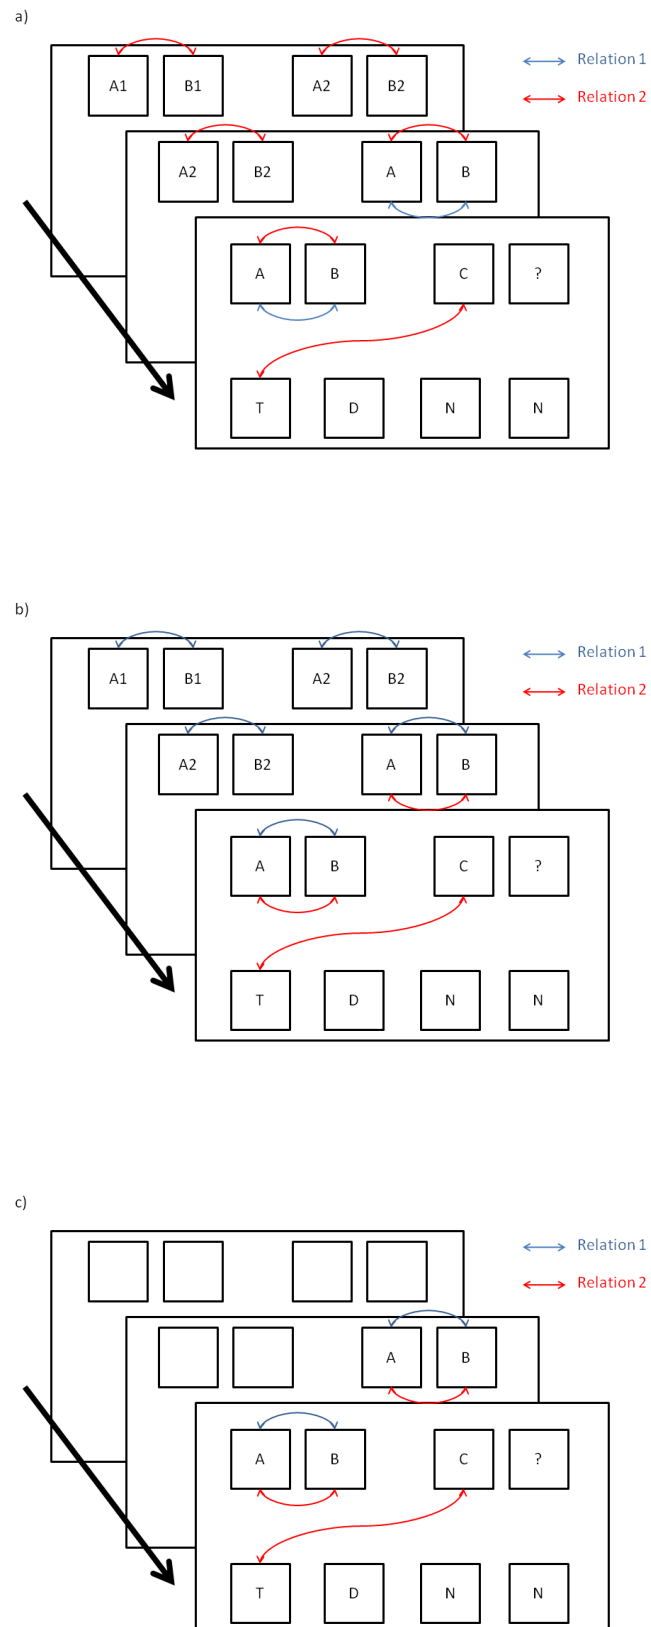 a)
Relation 1
A1 B1 A2 B2
Relation 2
A2 B2 A B
A B C ?
T D N N
b)
Relation 1
A1 B1 A2 B2
Relation 2
A2 B2 A B
A B C ?
T D N N
c)
Relation 1
Relation 2
A B
A B C ?
T D N N